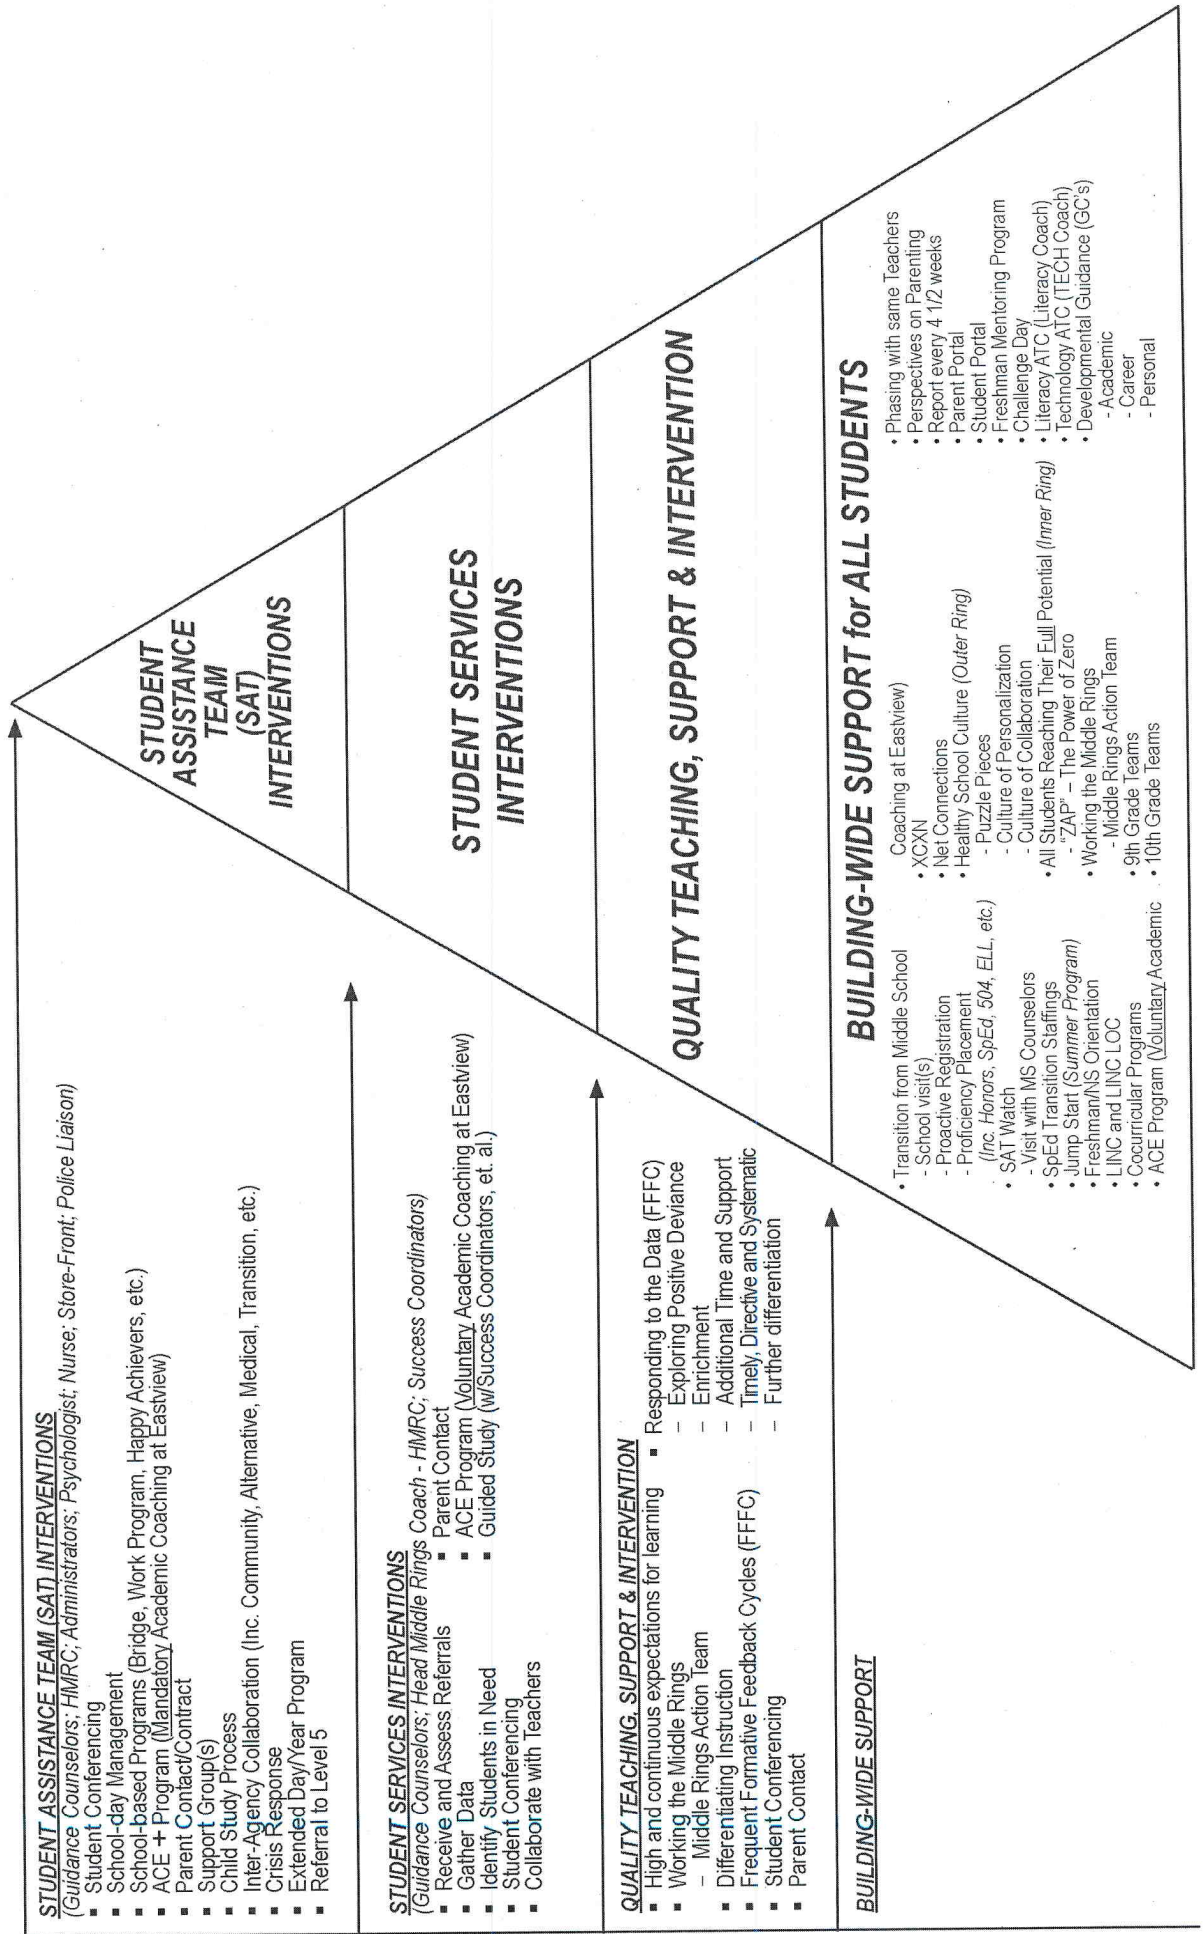 STUDENT ASSISTANCE TEAM (SAT) INTERVENTIONS
(Guidance Counselors; HMRC; Administrators; Psychologist; Nurse; Store-Front; Police Liaison)
▪ Student Conferencing
▪ School-day Management
▪ School-based Programs (Bridge, Work Program, Happy Achievers, etc.)
▪ ACE + Program (Mandatory Academic Coaching at Eastview)
▪ Parent Contact/Contract
▪ Support Group(s)
▪ Child Study Process
▪ Inter-Agency Collaboration (Inc. Community, Alternative, Medical, Transition, etc.)
▪ Crisis Response
▪ Extended Day/Year Program
▪ Referral to Level 5
STUDENT
ASSISTANCE
TEAM
(SAT)
INTERVENTIONS
STUDENT SERVICES INTERVENTIONS
(Guidance Counselors; Head Middle Rings Coach - HMRC; Success Coordinators)
▪ Receive and Assess Referrals
▪ Gather Data
▪ Identify Students in Need
▪ Student Conferencing
▪ Collaborate with Teachers
▪ Parent Contact
▪ ACE Program (Voluntary Academic Coaching at Eastview)
▪ Guided Study (w/Success Coordinators, et. al.)
STUDENT SERVICES
INTERVENTIONS
QUALITY TEACHING, SUPPORT & INTERVENTION
▪ High and continuous expectations for learning
▪ Working the Middle Rings
– Middle Rings Action Team
▪ Differentiating Instruction
▪ Frequent Formative Feedback Cycles (FFFC)
▪ Student Conferencing
▪ Parent Contact
▪ Responding to the Data (FFFC)
– Exploring Positive Deviance
– Enrichment
– Additional Time and Support
– Timely, Directive and Systematic
– Further differentiation
QUALITY TEACHING, SUPPORT & INTERVENTION
BUILDING-WIDE SUPPORT
BUILDING-WIDE SUPPORT for ALL STUDENTS
• Transition from Middle School
- School visit(s)
- Proactive Registration
- Proficiency Placement
(Inc. Honors, SpEd, 504, ELL, etc.)
• SAT Watch
- Visit with MS Counselors
• SpEd Transition Staffings
• Jump Start (Summer Program)
• Freshman/NS Orientation
• LINC and LINC LOC
• Cocurricular Programs
• ACE Program (Voluntary Academic
Coaching at Eastview)
• XCXN
• Net Connections
• Healthy School Culture (Outer Ring)
- Puzzle Pieces
- Culture of Personalization
- Culture of Collaboration
• All Students Reaching Their Full Potential (Inner Ring)
- "ZAP" – The Power of Zero
• Working the Middle Rings
- Middle Rings Action Team
• 9th Grade Teams
• 10th Grade Teams
• Phasing with same Teachers
• Perspectives on Parenting
• Report every 4 1/2 weeks
• Parent Portal
• Student Portal
• Freshman Mentoring Program
• Challenge Day
• Literacy ATC (Literacy Coach)
• Technology ATC (TECH Coach)
• Developmental Guidance (GC's)
- Academic
- Career
- Personal